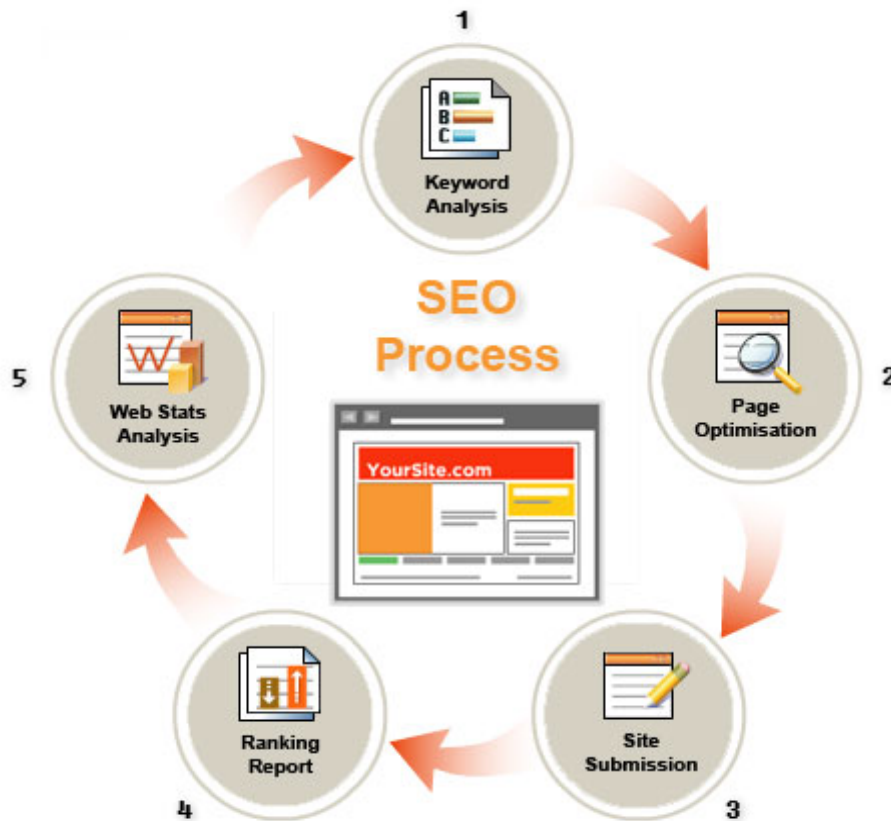 1
A
B
C
Keyword
Analysis
SEO
Process
YourSite.com
2
Page
Optimisation
3
Site
Submission
4
Ranking
Report
5
Web Stats
Analysis